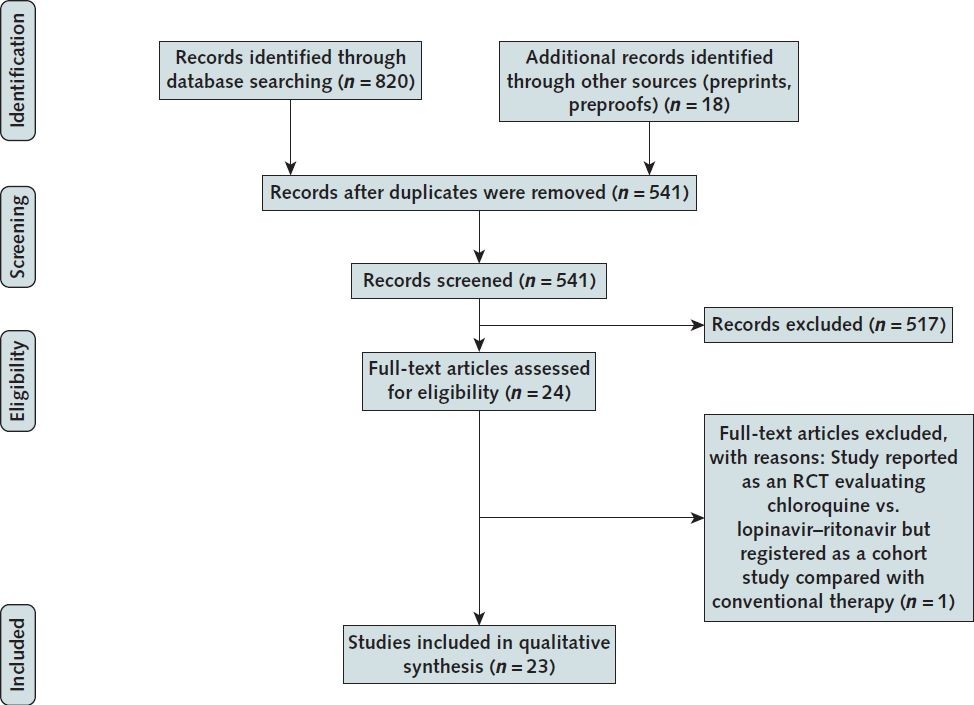 Identification
Records identified through
database searching (n = 820)
Additional records identified
through other sources (preprints,
preproofs) (n = 18)
Records after duplicates were removed (n = 541)
Screening
Records screened (n = 541)
Records excluded (n = 517)
Eligibility
Full-text articles assessed
for eligibility (n = 24)
Full-text articles excluded,
with reasons: Study reported
as an RCT evaluating
chloroquine vs.
lopinavir–ritonavir but
registered as a cohort
study compared with
conventional therapy (n = 1)
Included
Studies included in qualitative
synthesis (n = 23)